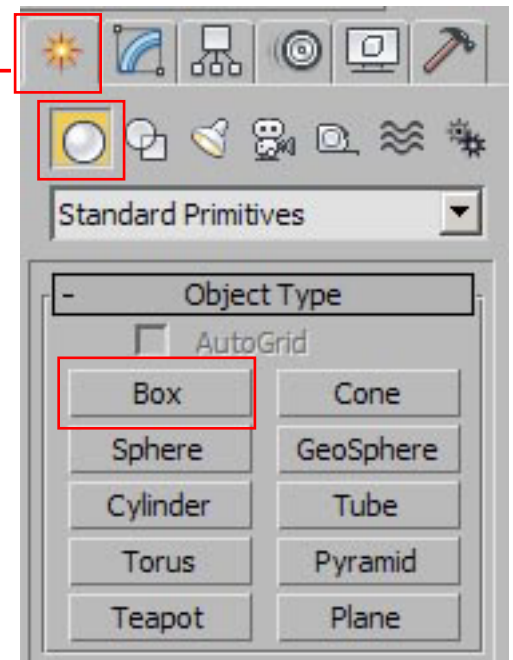 Standard Primitives
- Object Type
AutoGrid
Box Cone
Sphere GeoSphere
Cylinder Tube
Torus Pyramid
Teapot Plane